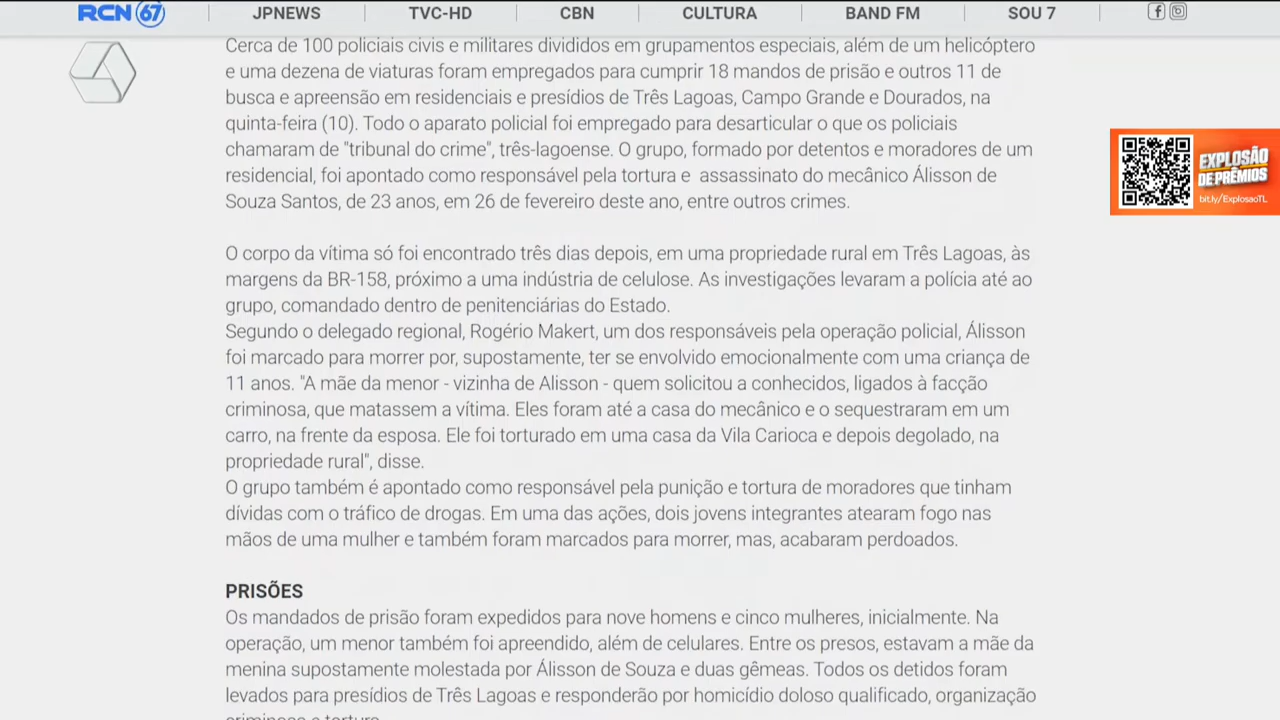 RCN 67 JPNEWS TVC-HD CBN CULTURA BAND FM SOU 7
Cerca de 100 policiais civis e militares divididos em grupamentos especiais, além de um helicóptero
e uma dezena de viaturas foram empregados para cumprir 18 mandos de prisão e outros 11 de
busca e apreensão em residenciais e presídios de Três Lagoas, Campo Grande e Dourados, na
quinta-feira (10). Todo o aparato policial foi empregado para desarticular o que os policiais
chamaram de "tribunal do crime", três-lagoense. O grupo, formado por detentos e moradores de um
residencial, foi apontado como responsável pela tortura e assassinato do mecânico Álisson de
Souza Santos, de 23 anos, em 26 de fevereiro deste ano, entre outros crimes.
EXPLOSÃO
DE PRÊMIOS
bit.ly/ExplosaoTL
O corpo da vítima só foi encontrado três dias depois, em uma propriedade rural em Três Lagoas, às
margens da BR-158, próximo a uma indústria de celulose. As investigações levaram a polícia até ao
grupo, comandado dentro de penitenciárias do Estado.
Segundo o delegado regional, Rogério Makert, um dos responsáveis pela operação policial, Álisson
foi marcado para morrer por, supostamente, ter se envolvido emocionalmente com uma criança de
11 anos. "A mãe da menor - vizinha de Alisson - quem solicitou a conhecidos, ligados à facção
criminosa, que matassem a vítima. Eles foram até a casa do mecânico e o sequestraram em um
carro, na frente da esposa. Ele foi torturado em uma casa da Vila Carioca e depois degolado, na
propriedade rural", disse.
O grupo também é apontado como responsável pela punição e tortura de moradores que tinham
dívidas com o tráfico de drogas. Em uma das ações, dois jovens integrantes atearam fogo nas
mãos de uma mulher e também foram marcados para morrer, mas, acabaram perdoados.
PRISÕES
Os mandados de prisão foram expedidos para nove homens e cinco mulheres, inicialmente. Na
operação, um menor também foi apreendido, além de celulares. Entre os presos, estavam a mãe da
menina supostamente molestada por Álisson de Souza e duas gêmeas. Todos os detidos foram
levados para presídios de Três Lagoas e responderão por homicídio doloso qualificado, organização
criminosa e tortura.